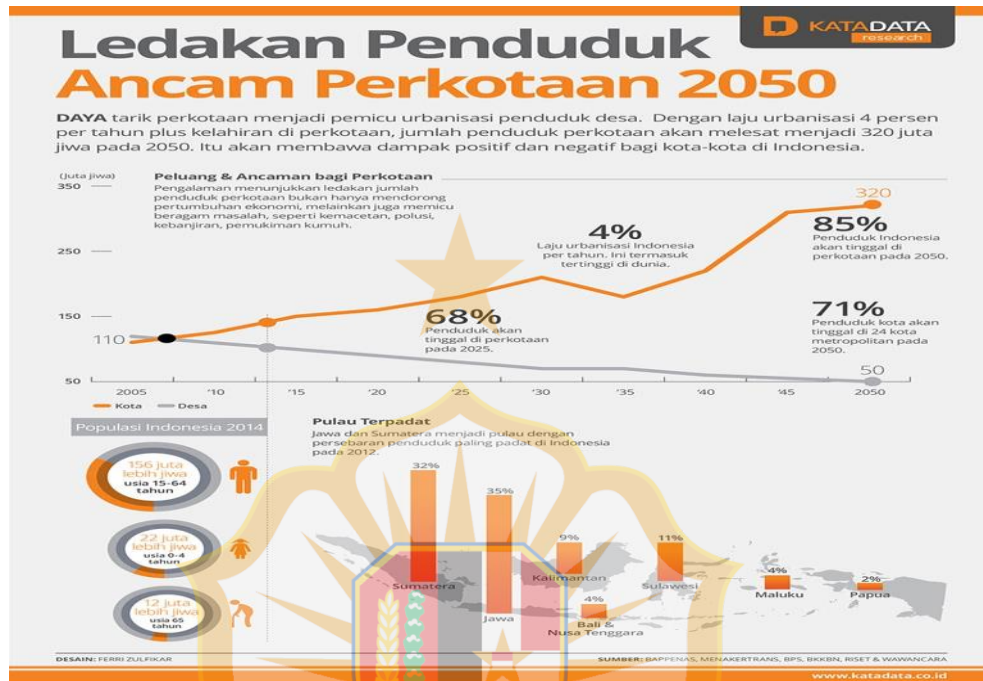 KATADATA
research
Ledakan Penduduk
Ancam Perkotaan 2050
DAYA tarik perkotaan menjadi pemicu urbanisasi penduduk desa. Dengan laju urbanisasi 4 persen
per tahun plus kelahiran di perkotaan, jumlah penduduk perkotaan akan melesat menjadi 320 juta
jiwa pada 2050. Itu akan membawa dampak positif dan negatif bagi kota-kota di Indonesia.
(Juta jiwa)
350
250
150
110
50
Peluang & Ancaman bagi Perkotaan
Pengalaman menunjukkan ledakan jumlah
penduduk perkotaan bukan hanya mendorong
pertumbuhan ekonomi, melainkan juga memicu
beragam masalah, seperti kemacetan, polusi,
kebanjiran, pemukiman kumuh.
4%
Laju urbanisasi Indonesia
per tahun. Ini termasuk
tertinggi di dunia.
320
85%
Penduduk Indonesia
akan tinggal di
perkotaan pada 2050.
68%
Penduduk akan
tinggal di perkotaan
pada 2025.
71%
Penduduk kota akan
tinggal di 24 kota
metropolitan pada
2050.
50
2005 '10 '15 '20 '25 '30 '35 '40 '45 2050
Kota Desa
Populasi Indonesia 2014
156 juta
lebih jiwa
usia 15-64
tahun
22 juta
lebih jiwa
usia 0-4
tahun
12 juta
lebih jiwa
usia 65
tahun
Pulau Terpadat
Jawa dan Sumatera menjadi pulau dengan
persebaran penduduk paling padat di Indonesia
pada 2012.
32%
Sumatera
35%
Jawa
9%
Kalimantan
4%
Bali &
Nusa Tenggara
11%
Sulawesi
4%
Maluku
2%
Papua
DESAIN: FERRI ZULFIKAR
SUMBER: BAPPENAS, MENAKERTRANS, BPS, BKKBN, RISET & WAWANCARA
www.katadata.co.id